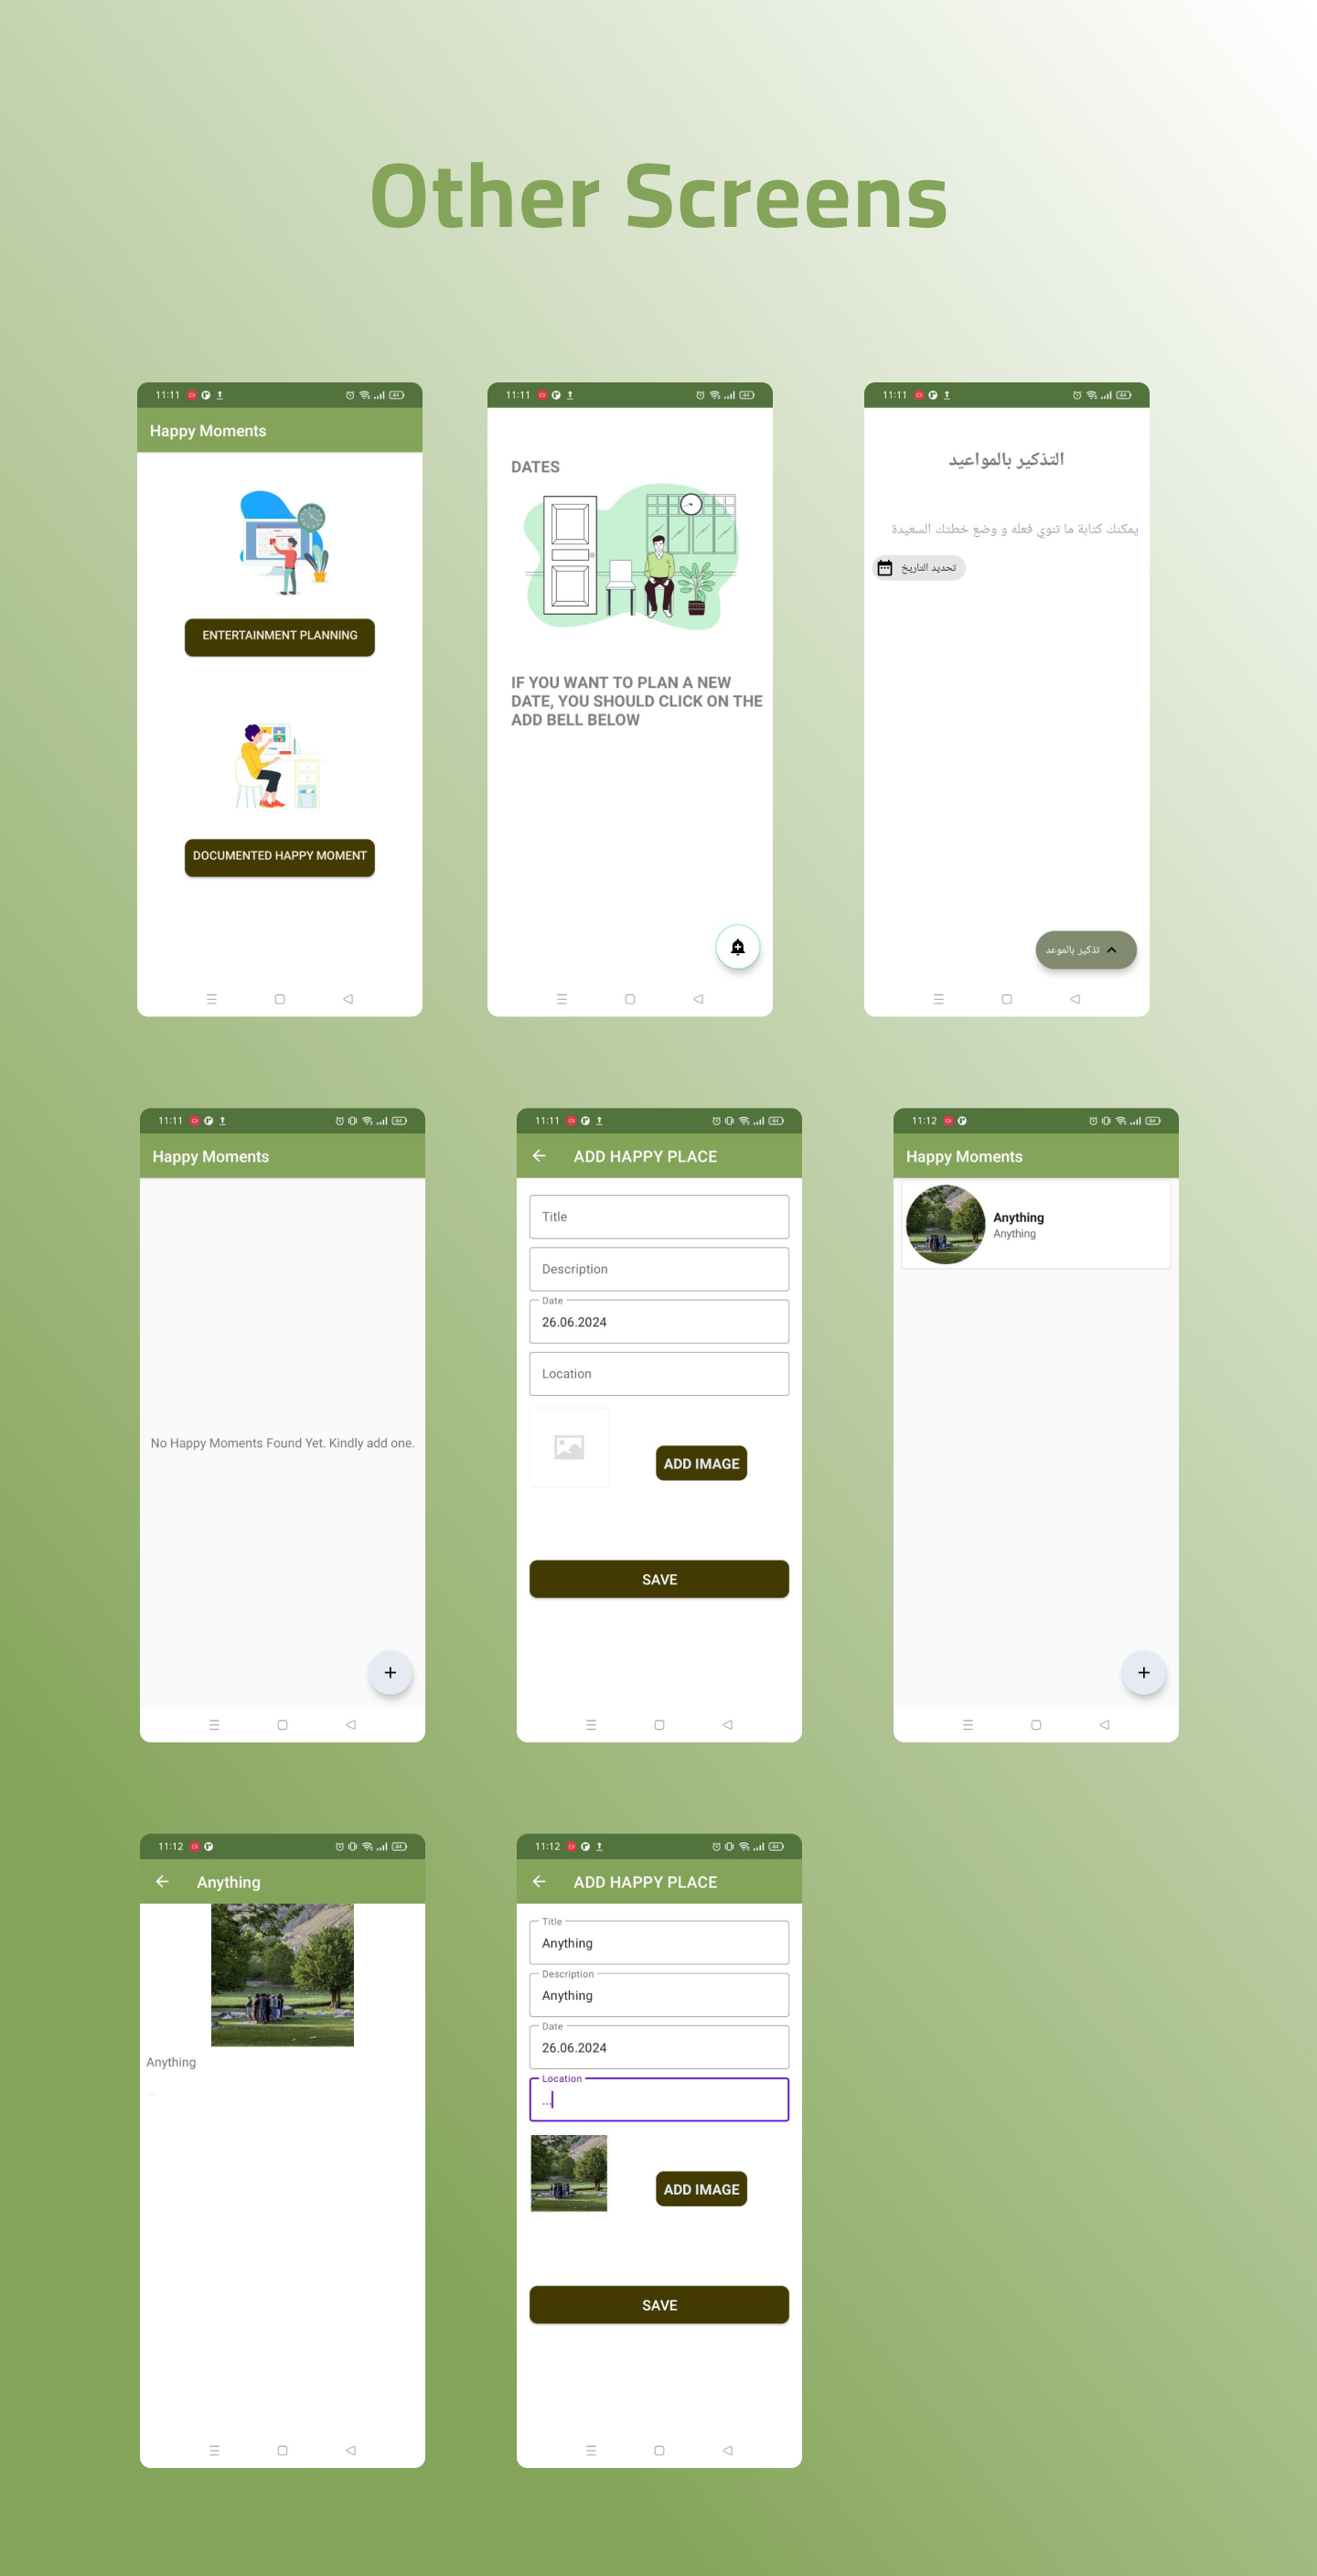 Other Screens
11:11
Happy Moments
ENTERTAINMENT PLANNING
DOCUMENTED HAPPY MOMENT
11:11
DATES
IF YOU WANT TO PLAN A NEW
DATE, YOU SHOULD CLICK ON THE
ADD BELL BELOW
11:11
التذكير بالمواعيد
يمكنك كتابة ما تنوي فعله و وضع خطتك السعيدة
تحديد التاريخ
تذكير بالموعد
11:11
Happy Moments
No Happy Moments Found Yet. Kindly add one.
11:11
ADD HAPPY PLACE
Title
Description
Date
26.06.2024
Location
ADD IMAGE
SAVE
11:12
Happy Moments
Anything
Anything
11:12
Anything
Anything
...
11:12
ADD HAPPY PLACE
Title
Anything
Description
Anything
Date
26.06.2024
Location
...
ADD IMAGE
SAVE